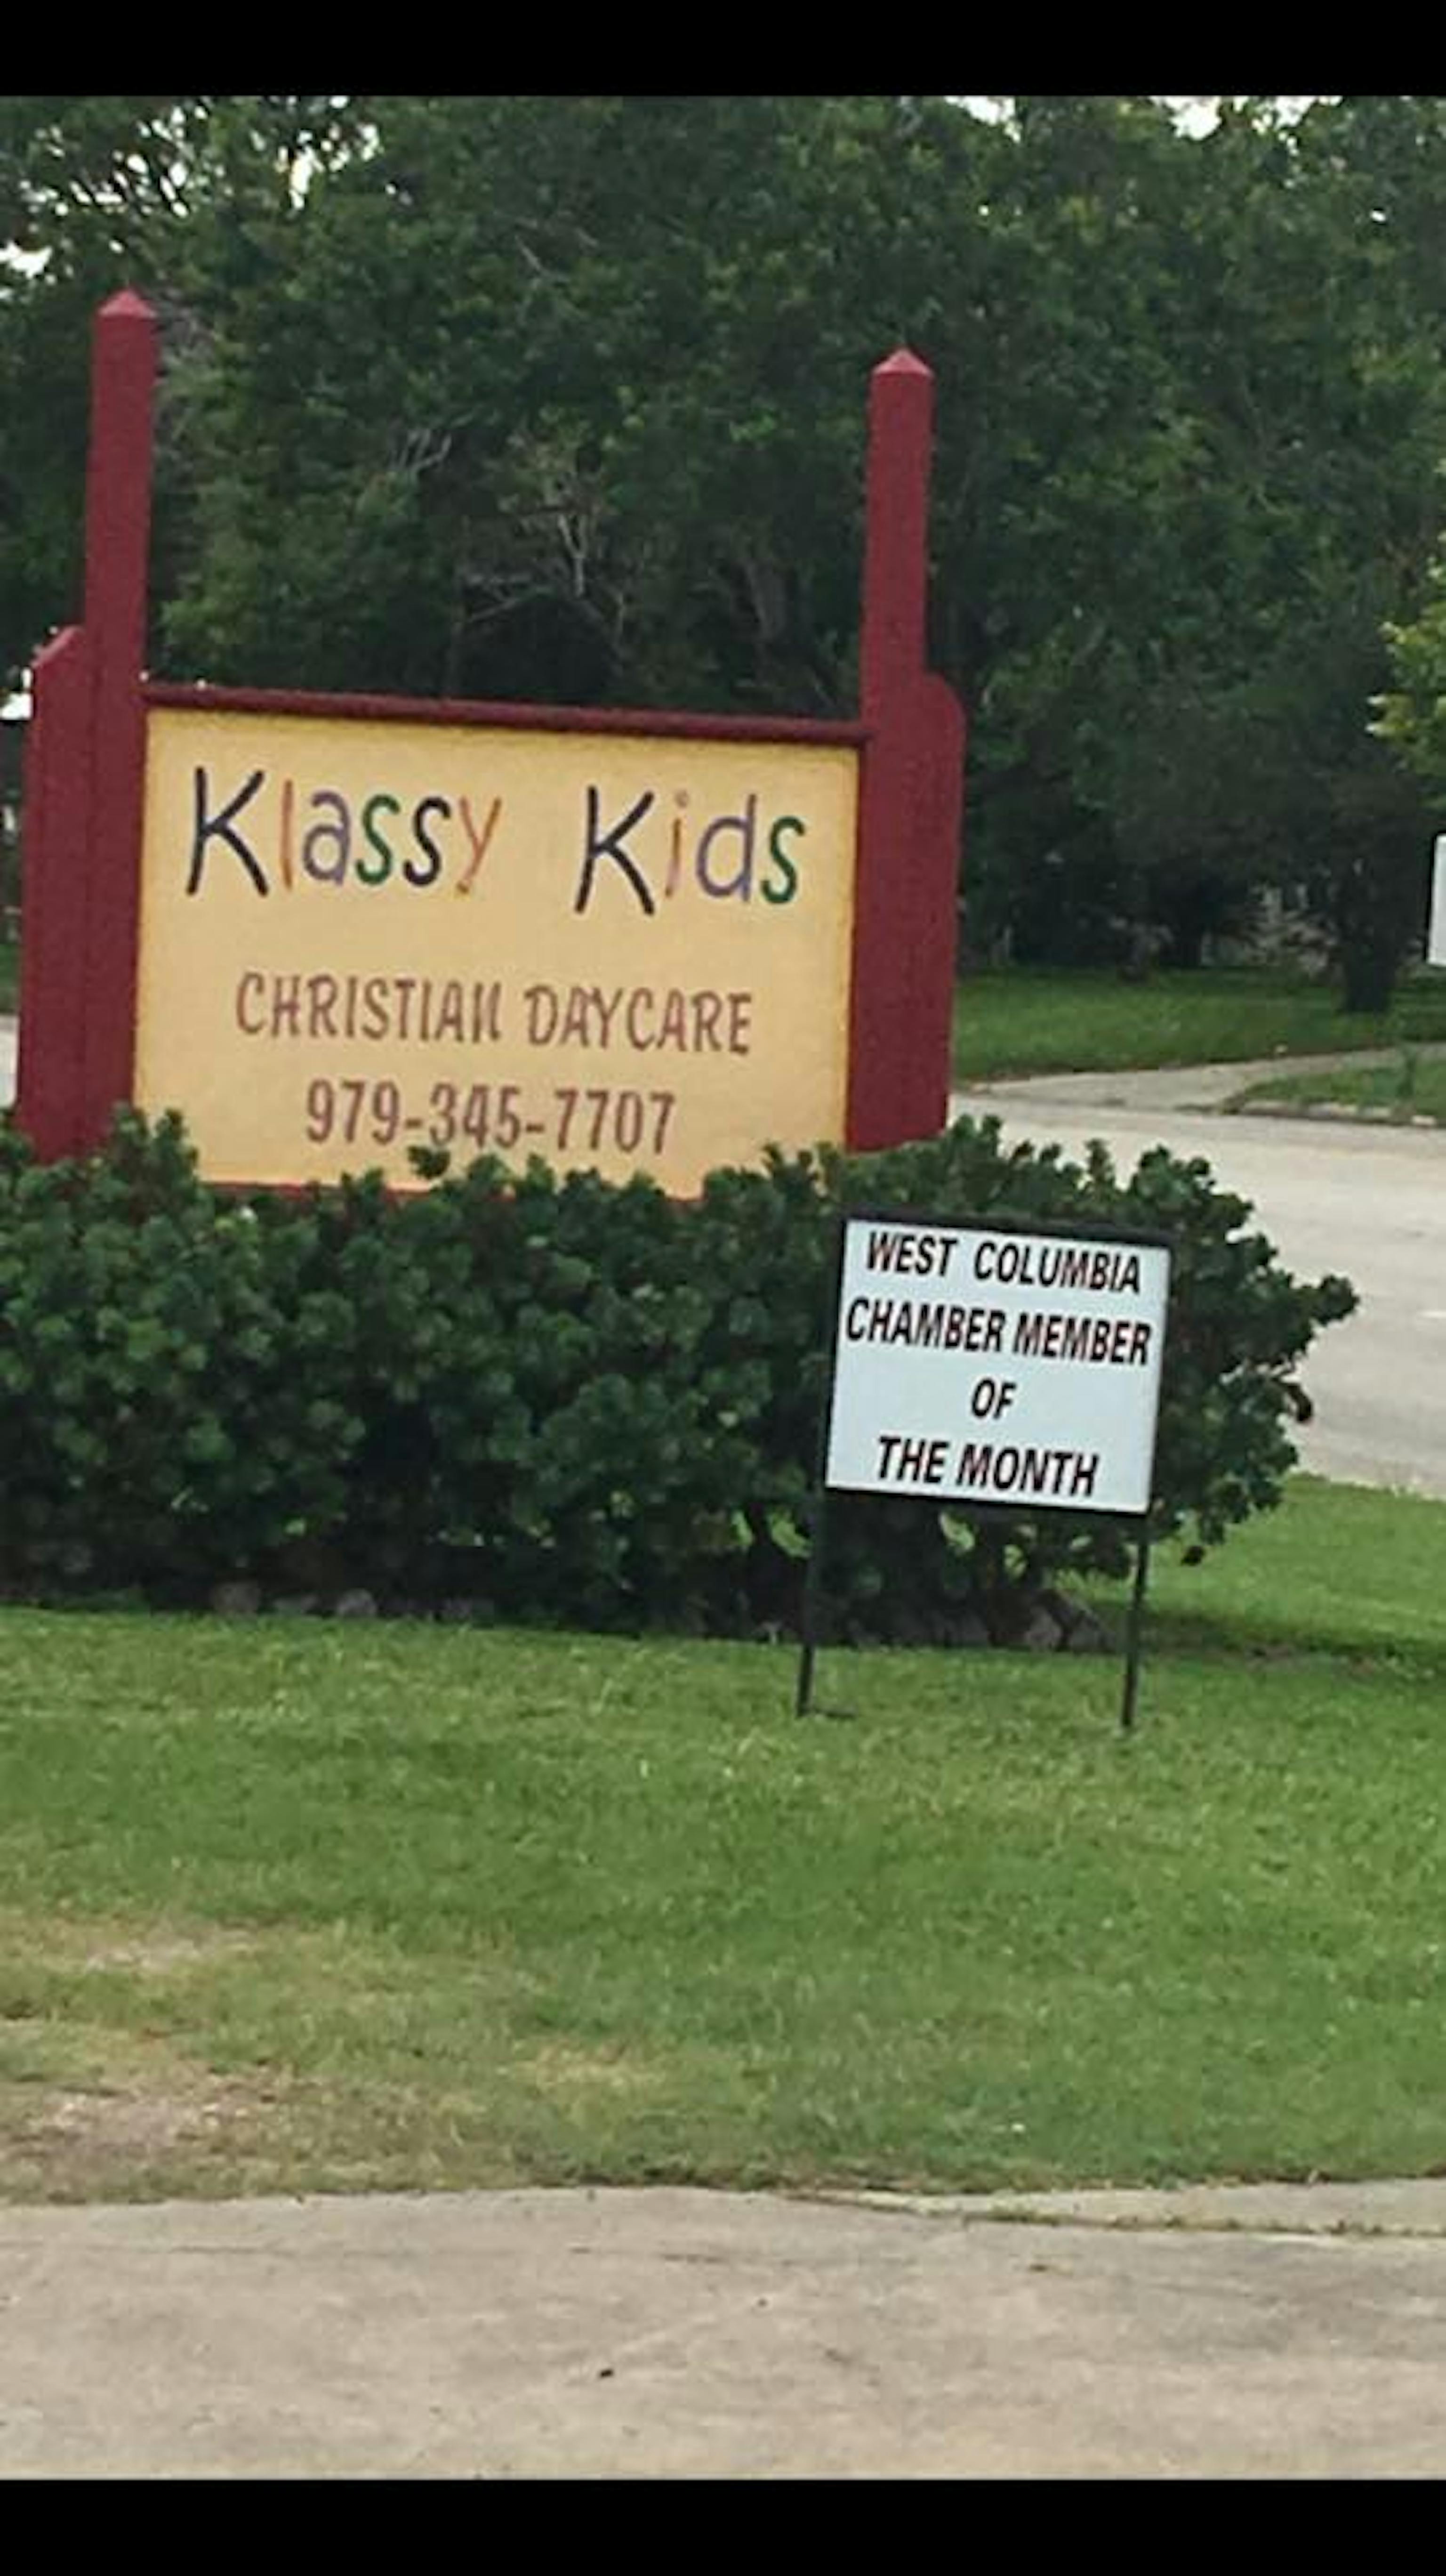 Klassy Kids
CHRISTIAN DAYCARE
979-345-7707
WEST COLUMBIA
CHAMBER MEMBER
OF
THE MONTH